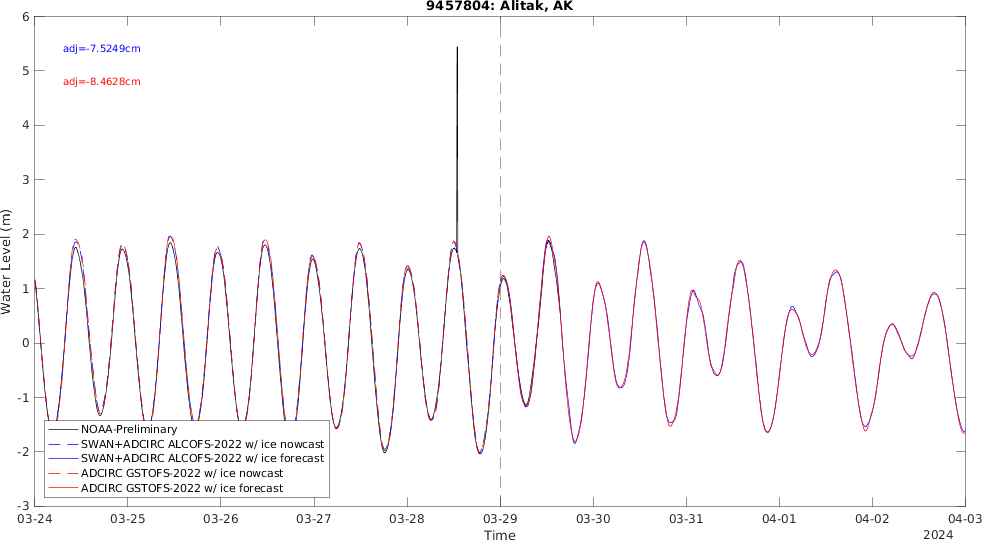 9457804: Alitak, AK
adj=-7.5249cm
adj=-8.4628cm
Water Level (m)
6
5
4
3
2
1
0
-1
-2
-3
NOAA-Preliminary
SWAN+ADCIRC ALCOFS-2022 w/ ice nowcast
SWAN+ADCIRC ALCOFS-2022 w/ ice forecast
ADCIRC GSTOFS-2022 w/ ice nowcast
ADCIRC GSTOFS-2022 w/ ice forecast
03-24 03-25 03-26 03-27 03-28 03-29 03-30 03-31 04-01 04-02 04-03
Time
2024